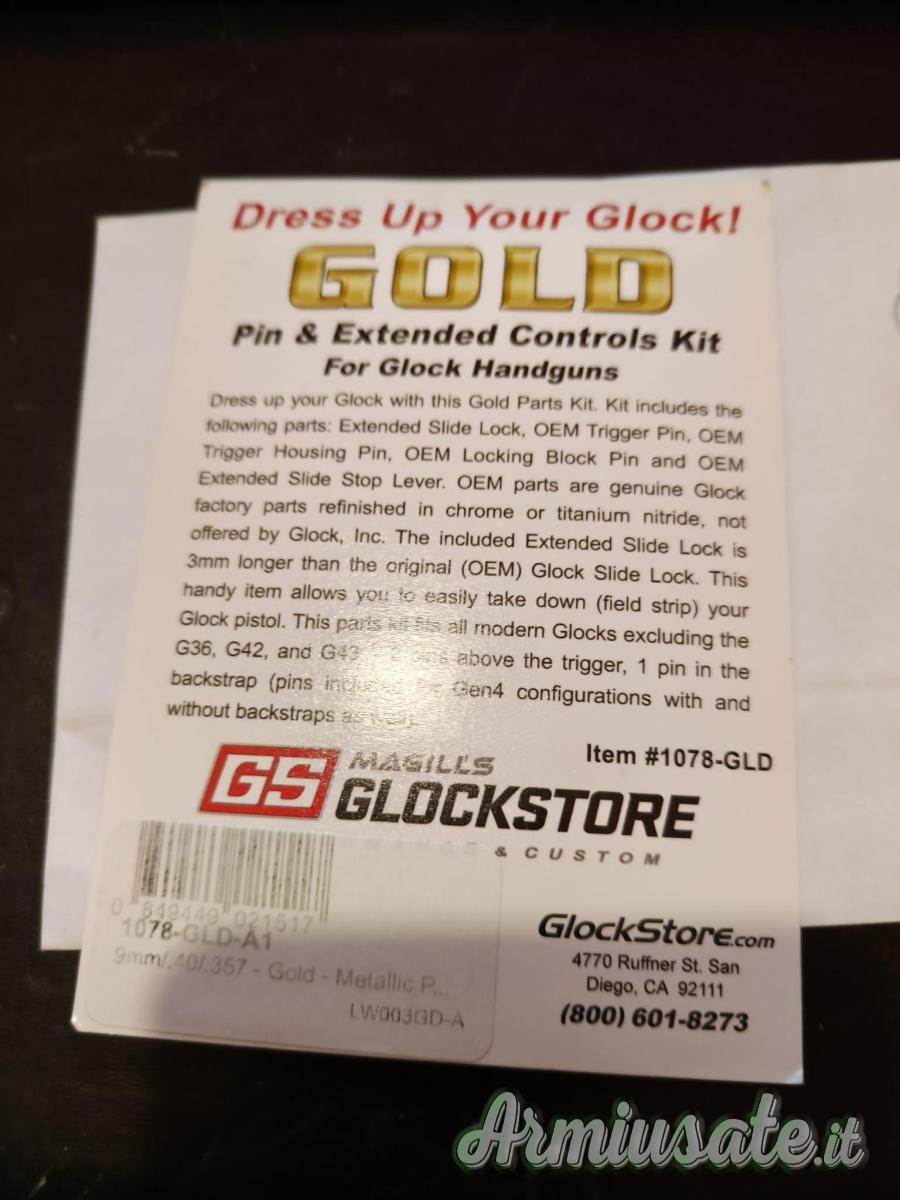 Dress Up Your Glock!
GOLD
Pin & Extended Controls Kit
For Glock Handguns
Dress up your Glock with this Gold Parts Kit. Kit includes the
following parts: Extended Slide Lock, OEM Trigger Pin, OEM
Trigger Housing Pin, OEM Locking Block Pin and OEM
Extended Slide Stop Lever. OEM parts are genuine Glock
factory parts refinished in chrome or titanium nitride, not
offered by Glock, Inc. The included Extended Slide Lock is
3mm longer than the original (OEM) Glock Slide Lock. This
handy item allows you to easily take down (field strip) your
Glock pistol. This parts kit fits all modern Glocks excluding the
G36, G42, and G43 2 pins above the trigger, 1 pin in the
backstrap (pins included for Gen4 configurations with and
without backstraps as well).
Item #1078-GLD
GS MAGILL'S
GLOCKSTORE
& CUSTOM
0 849449 021517
1078-GLD-A1
9mm/.40/.357 - Gold - Metallic P...
LW003GD-A
GlockStore.com
4770 Ruffner St. San
Diego, CA 92111
(800) 601-8273
Armiusate.it